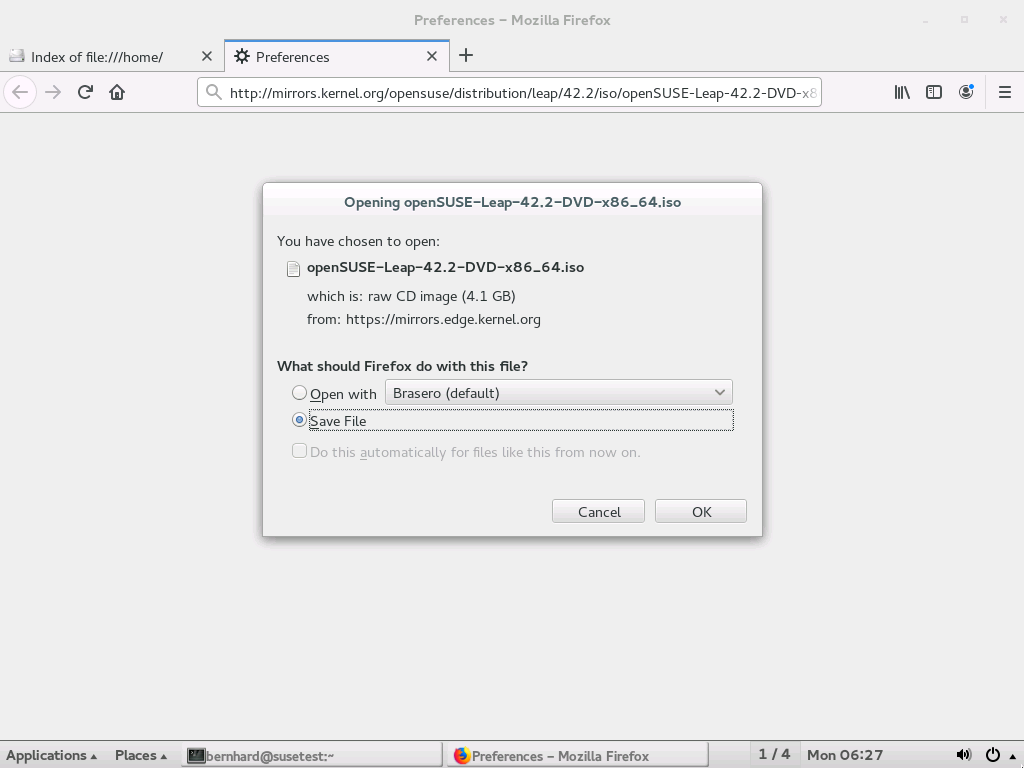 Preferences – Mozilla Firefox
Index of file:///home/
Preferences
http://mirrors.kernel.org/opensuse/distribution/leap/42.2/iso/openSUSE-Leap-42.2-DVD-x8
Opening openSUSE-Leap-42.2-DVD-x86_64.iso
You have chosen to open:
openSUSE-Leap-42.2-DVD-x86_64.iso
which is: raw CD image (4.1 GB)
from: https://mirrors.edge.kernel.org
What should Firefox do with this file?
Open with Brasero (default)
Save File
Do this automatically for files like this from now on.
Cancel OK
Applications Places bernhard@susetest:~ Preferences – Mozilla Firefox 1 / 4 Mon 06:27